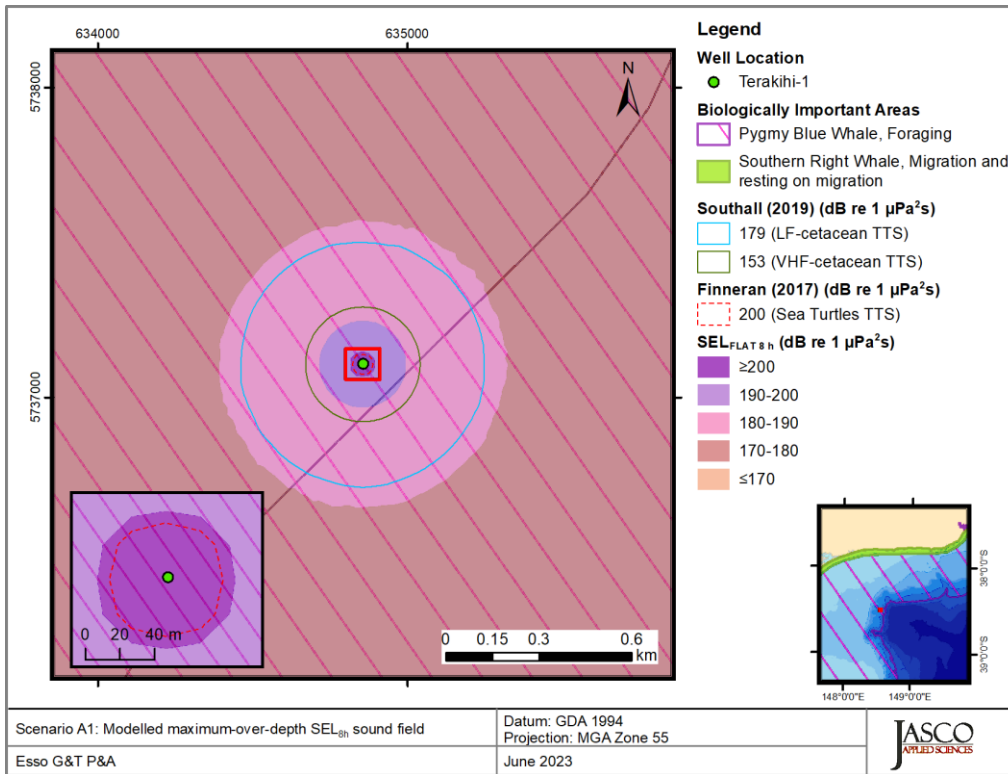 634000
635000
5738000
5737000
N
0 20 40 m
0 0.15 0.3 0.6
km
Legend
Well Location
Terakihi-1
Biologically Important Areas
Pygmy Blue Whale, Foraging
Southern Right Whale, Migration and
resting on migration
Southall (2019) (dB re 1 µPa²s)
179 (LF-cetacean TTS)
153 (VHF-cetacean TTS)
Finneran (2017) (dB re 1 µPa²s)
200 (Sea Turtles TTS)
SEL FLAT 8 h (dB re 1 µPa²s)
≥200
190-200
180-190
170-180
≤170
38°0'0"S
39°0'0"S
148°0'0"E
149°0'0"E
Scenario A1: Modelled maximum-over-depth SEL8h sound field
Datum: GDA 1994
Projection: MGA Zone 55
Esso G&T P&A
June 2023
JASCO
APPLIED SCIENCES